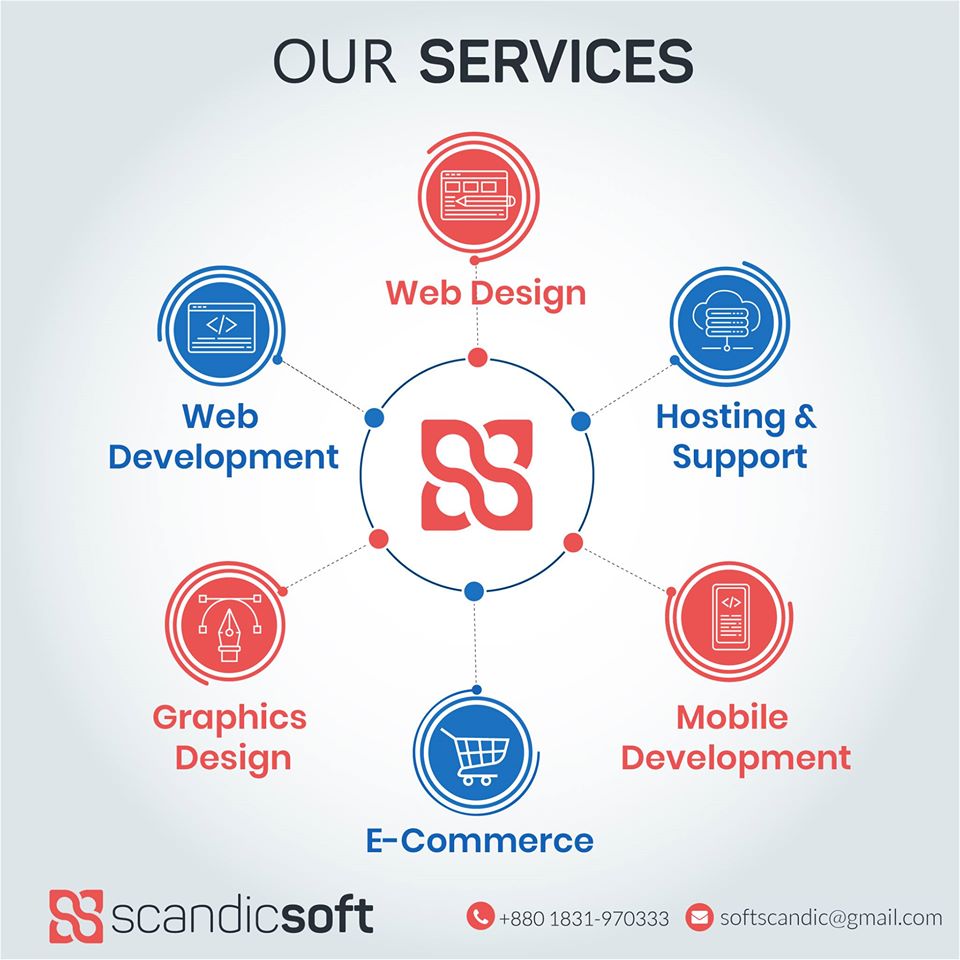 OUR SERVICES
Web Design
Web
Development
Hosting &
Support
Graphics
Design
Mobile
Development
E-Commerce
scandicsoft
+880 1831-970333
softscandic@gmail.com